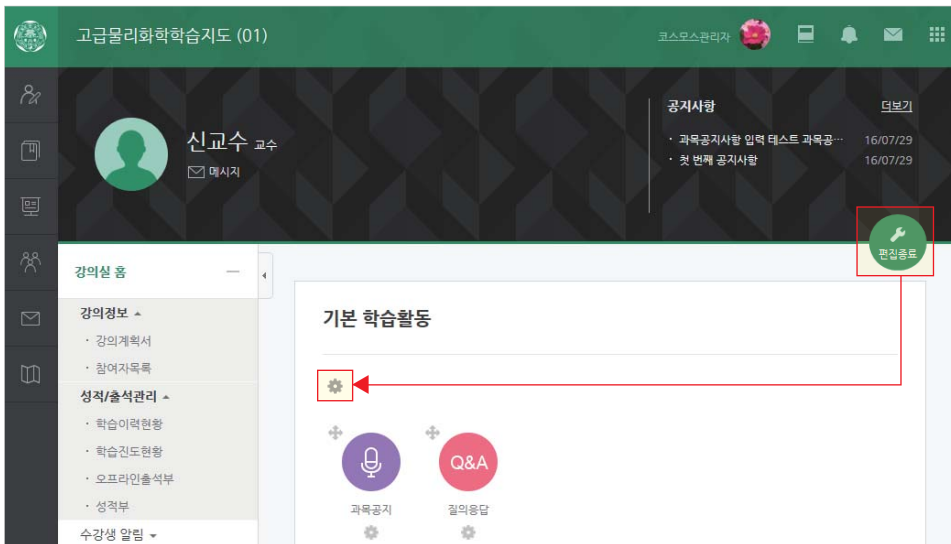 고급물리화학학습지도 (01)
코스모스관리자
신교수 교수
메시지
공지사항 더보기
· 과목공지사항 입력 테스트 과목공… 16/07/29
· 첫 번째 공지사항 16/07/29
편집종료
강의실 홈
강의정보
· 강의계획서
· 참여자목록
성적/출석관리
· 학습이력현황
· 학습진도현황
· 오프라인출석부
· 성적부
수강생 알림
기본 학습활동
Q&A
과목공지 질의응답